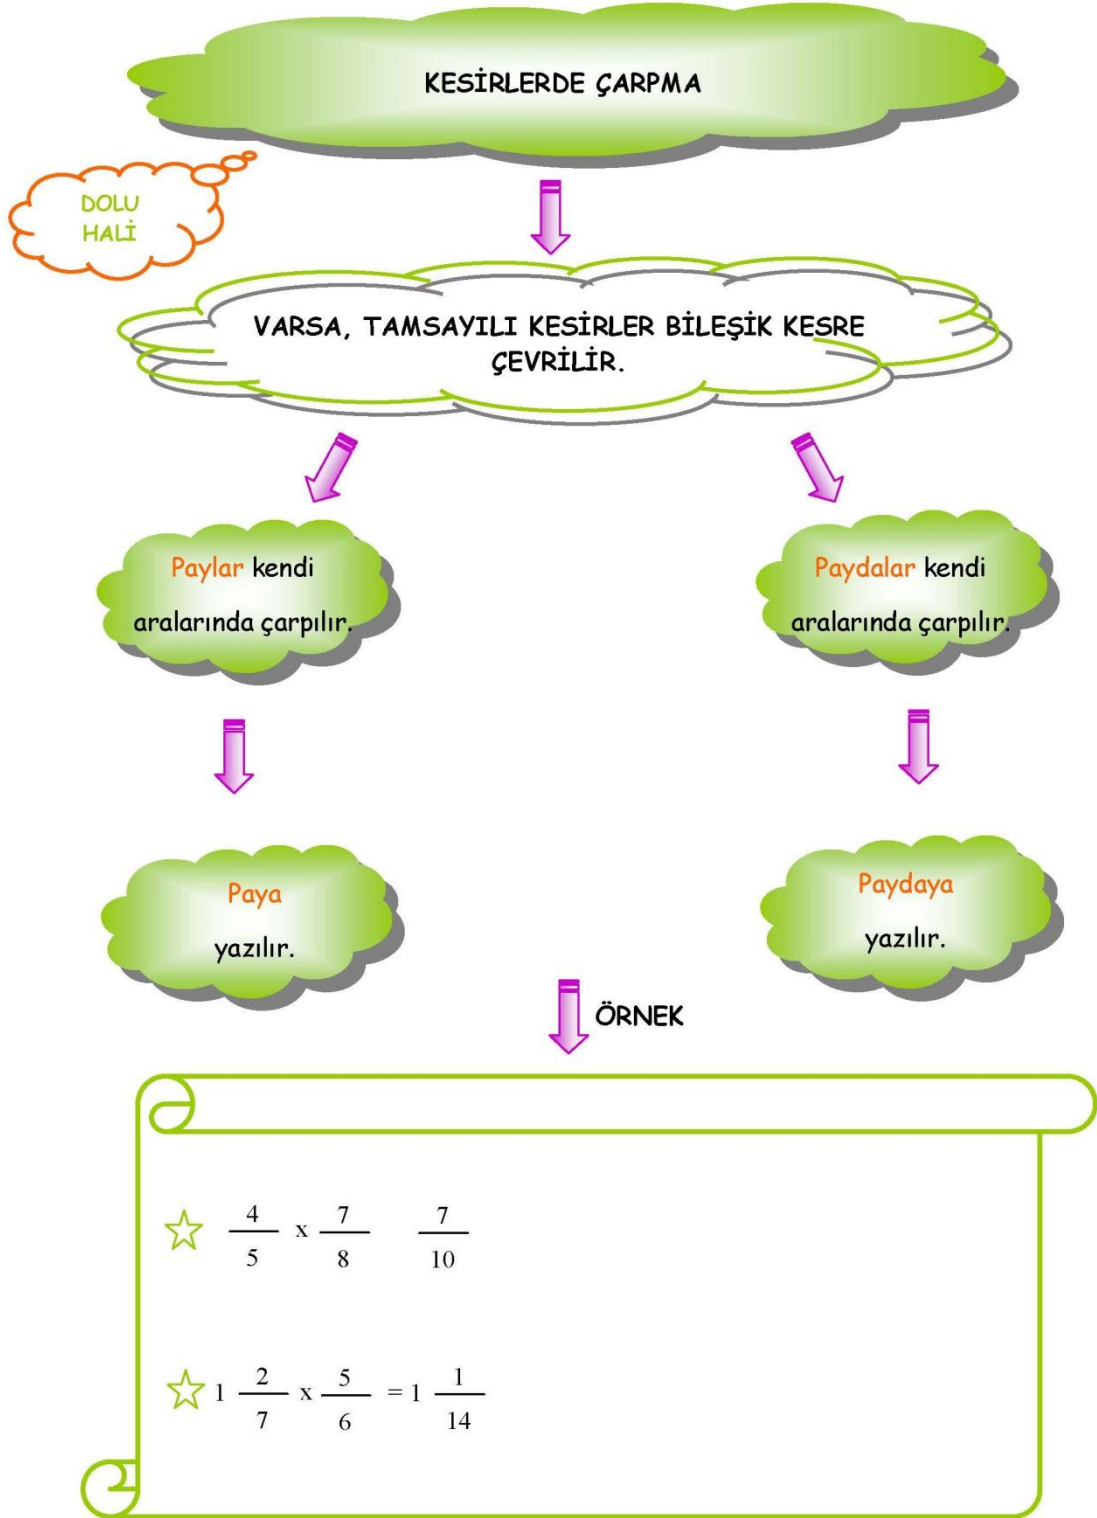 KESİRLERDE ÇARPMA
DOLU
HALİ
VARSA, TAMSAYILI KESİRLER BİLEŞİK KESRE
ÇEVRİLİR.
Paylar kendi
aralarında çarpılır.
Paydalar kendi
aralarında çarpılır.
Paya
yazılır.
Paydaya
yazılır.
ÖRNEK
4/5 x 7/8 7/10
1 2/7 x 5/6 = 1 1/14